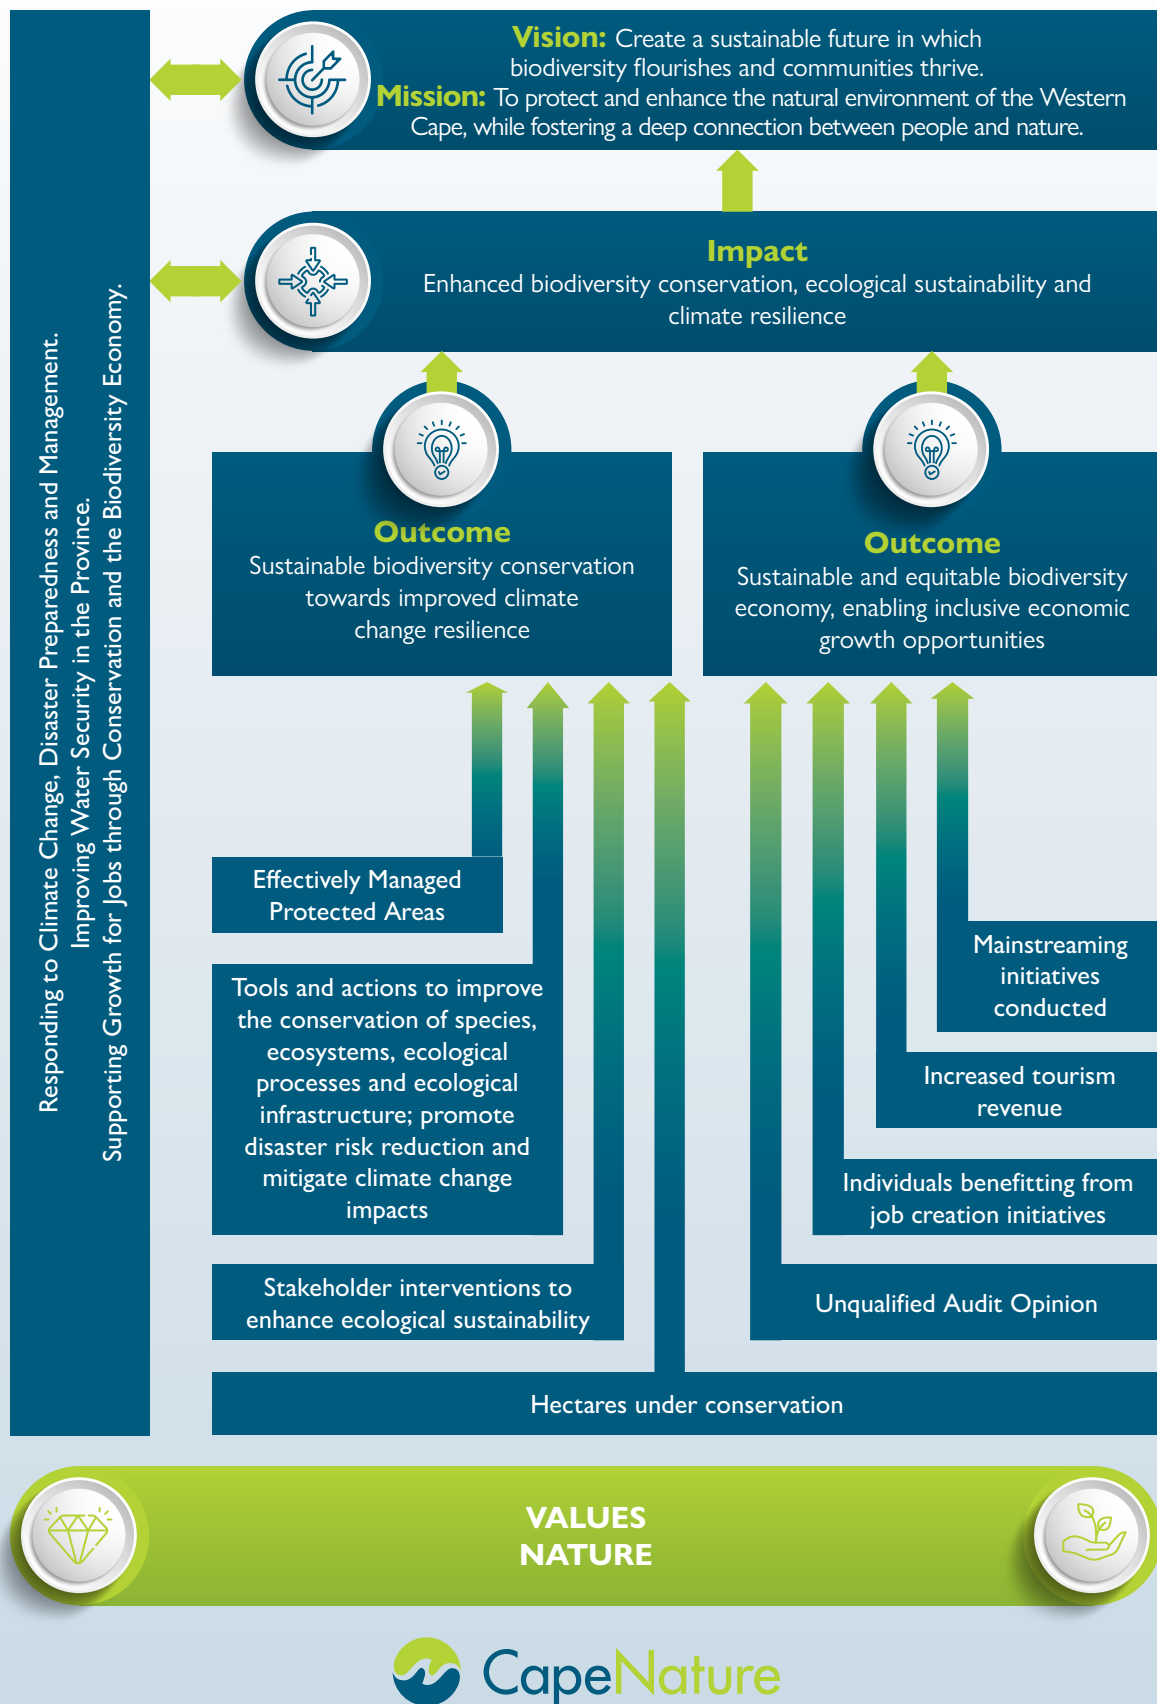 Vision: Create a sustainable future in which
biodiversity flourishes and communities thrive.
Mission: To protect and enhance the natural environment of the Western
Cape, while fostering a deep connection between people and nature.
Impact
Enhanced biodiversity conservation, ecological sustainability and
climate resilience
Responding to Climate Change, Disaster Preparedness and Management.
Improving Water Security in the Province.
Supporting Growth for Jobs through Conservation and the Biodiversity Economy.
Outcome
Sustainable biodiversity conservation
towards improved climate
change resilience
Outcome
Sustainable and equitable biodiversity
economy, enabling inclusive economic
growth opportunities
Effectively Managed
Protected Areas
Tools and actions to improve
the conservation of species,
ecosystems, ecological
processes and ecological
infrastructure; promote
disaster risk reduction and
mitigate climate change
impacts
Stakeholder interventions to
enhance ecological sustainability
Mainstreaming
initiatives
conducted
Increased tourism
revenue
Individuals benefitting from
job creation initiatives
Unqualified Audit Opinion
Hectares under conservation
VALUES
NATURE
CapeNature